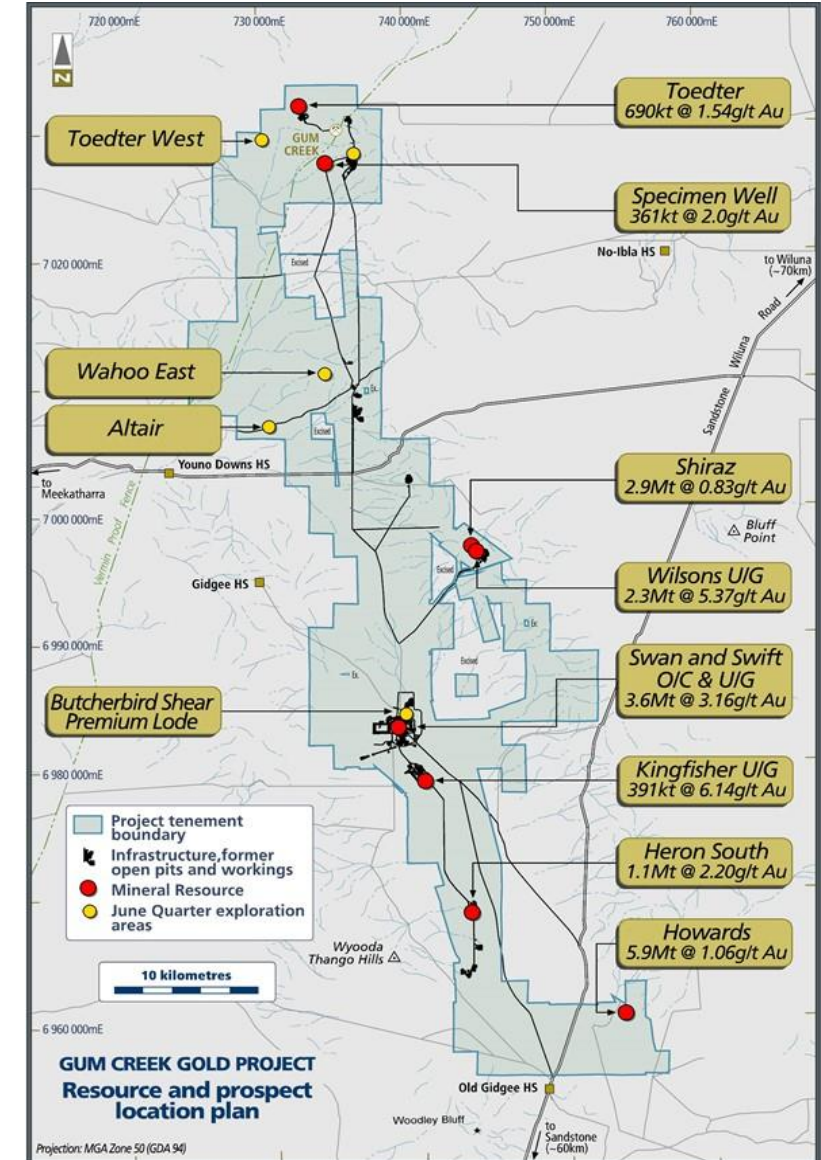 720 000mE
730 000mE
740 000mE
750 000mE
760 000mE
N
Toedter
690kt @ 1.54g/t Au
Toedter West
GUM
CREEK
Specimen Well
361kt @ 2.0g/t Au
No-Ibla HS
to Wiluna
(~70km)
7 020 000mE
Excised
Wiluna Road
Sandstone
Wahoo East
Ex.
Altair
Excised
Youno Downs HS
to
Meekatharra
Shiraz
2.9Mt @ 0.83g/t Au
Vermin Proof Fence
7 000 000mE
Bluff
Point
Excised
Gidgee HS
Wilsons U/G
2.3Mt @ 5.37g/t Au
Ex.
6 990 000mE
Excised
Ex.
Swan and Swift
O/C & U/G
3.6Mt @ 3.16g/t Au
Butcherbird Shear
Premium Lode
6 980 000mE
Kingfisher U/G
391kt @ 6.14g/t Au
Project tenement
boundary
Infrastructure,former
open pits and workings
Mineral Resource
June Quarter exploration
areas
Heron South
1.1Mt @ 2.20g/t Au
Howards
5.9Mt @ 1.06g/t Au
Wyooda
Thango Hills
10 kilometres
6 960 000mE
GUM CREEK GOLD PROJECT
Resource and prospect
location plan
Old Gidgee HS
Woodley Bluff
to
Sandstone
(~60km)
Projection: MGA Zone 50 (GDA 94)